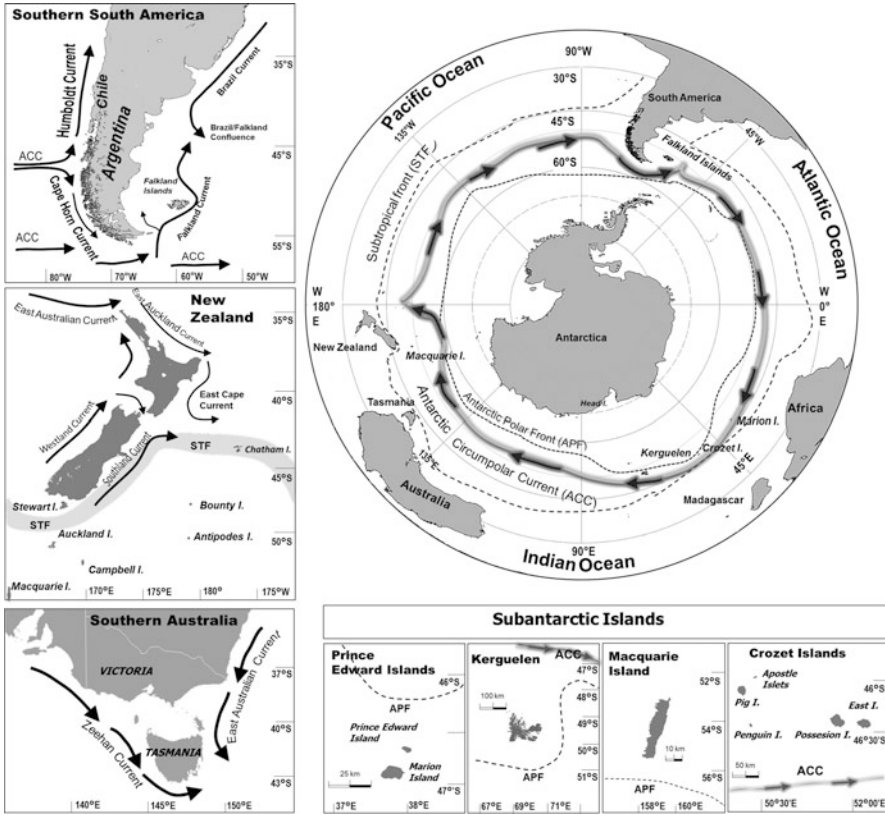 Southern South America
Humboldt Current
Chile
Argentina
Brazil Current
Brazil/Falkland
Confluence
ACC
Cape Horn Current
Falkland
Islands
Falkland Current
ACC
ACC
35°S
45°S
55°S
80°W
70°W
60°W
50°W
New
Zealand
East Australian Current
East Auckland Current
East Cape
Current
Westland Current
Southland Current
STF
Chatham I.
Stewart I.
STF
Bounty I.
Auckland I.
Antipodes I.
Campbell I.
Macquarie I.
35°S
40°S
45°S
50°S
170°E
175°E
180°
175°W
Southern Australia
VICTORIA
TASMANIA
Zeehan Current
East Australian Current
37°S
40°S
43°S
140°E
145°E
150°E
Pacific Ocean
Atlantic Ocean
Indian Ocean
90°W
30°S
45°S
60°S
135°W
45°W
W
180°
E
W
0°
E
45°E
90°E
135°E
South America
Falkland Islands
Subtropical front (STF)
Antarctica
New Zealand
Macquarie I.
Tasmania
Australia
Antarctic Polar Front (APF)
Antarctic Circumpolar Current (ACC)
Head I.
Kerguelen
Crozet I.
Marion I.
Africa
Madagascar
Subantarctic Islands
Prince
Edward Islands
46°S
APF
Prince Edward
Island
Marion
Island
25 km
47°S
37°E
38°E
Kerguelen
ACC
100 km
47°S
48°S
49°S
50°S
51°S
APF
67°E
69°E
71°E
Macquarie
Island
52°S
54°S
56°S
10 km
APF
158°E
160°E
Crozet Islands
Apostle
Islets
46°S
Pig I.
East I.
Penguin I.
Possesion I.
46°30'S
50 km
ACC
50°30'E
52°00'E